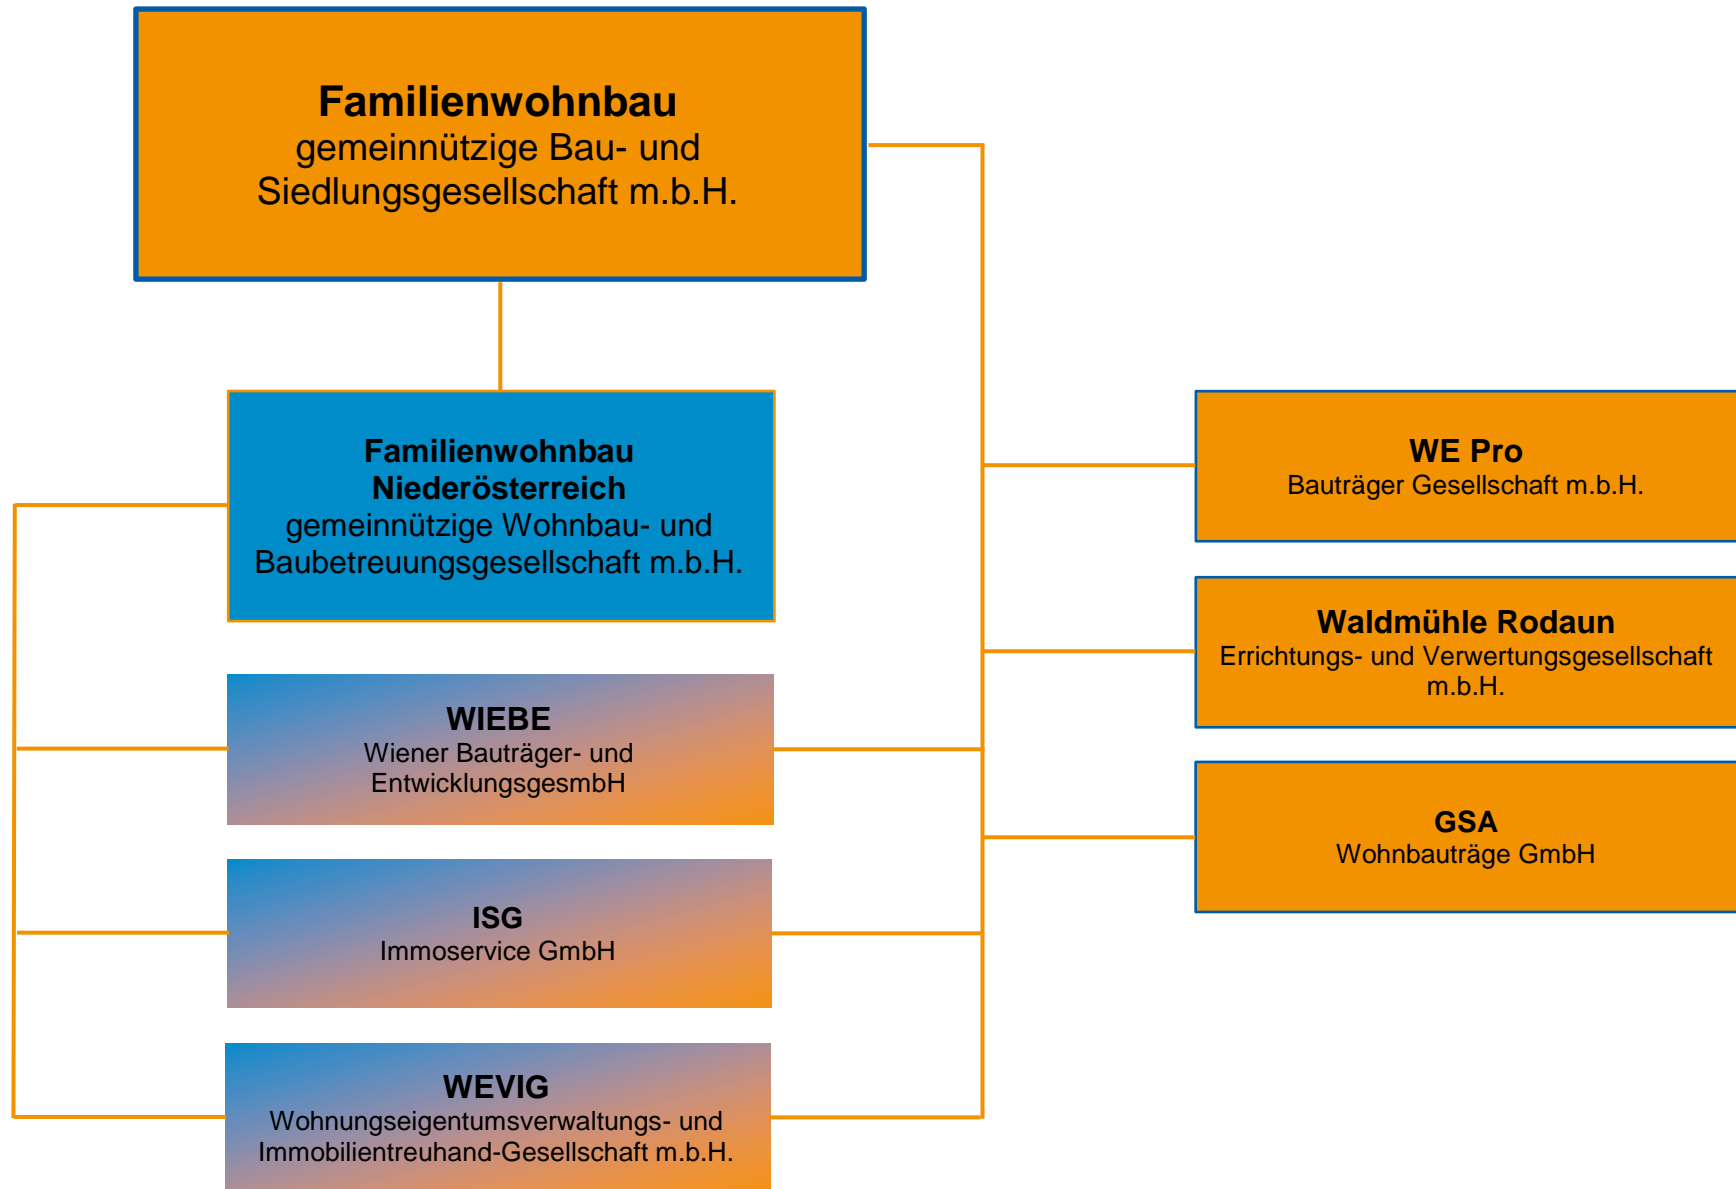 Familienwohnbau
gemeinnützige Bau- und
Siedlungsgesellschaft m.b.H.
Familienwohnbau
Niederösterreich
gemeinnützige Wohnbau- und
Baubetreuungsgesellschaft m.b.H.
WIEBE
Wiener Bauträger- und
EntwicklungsgesmbH
ISG
Immoservice GmbH
WEVIG
Wohnungseigentumsverwaltungs- und
Immobilientreuhand-Gesellschaft m.b.H.
WE Pro
Bauträger Gesellschaft m.b.H.
Waldmühle Rodaun
Errichtungs- und Verwertungsgesellschaft
m.b.H.
GSA
Wohnbauträge GmbH